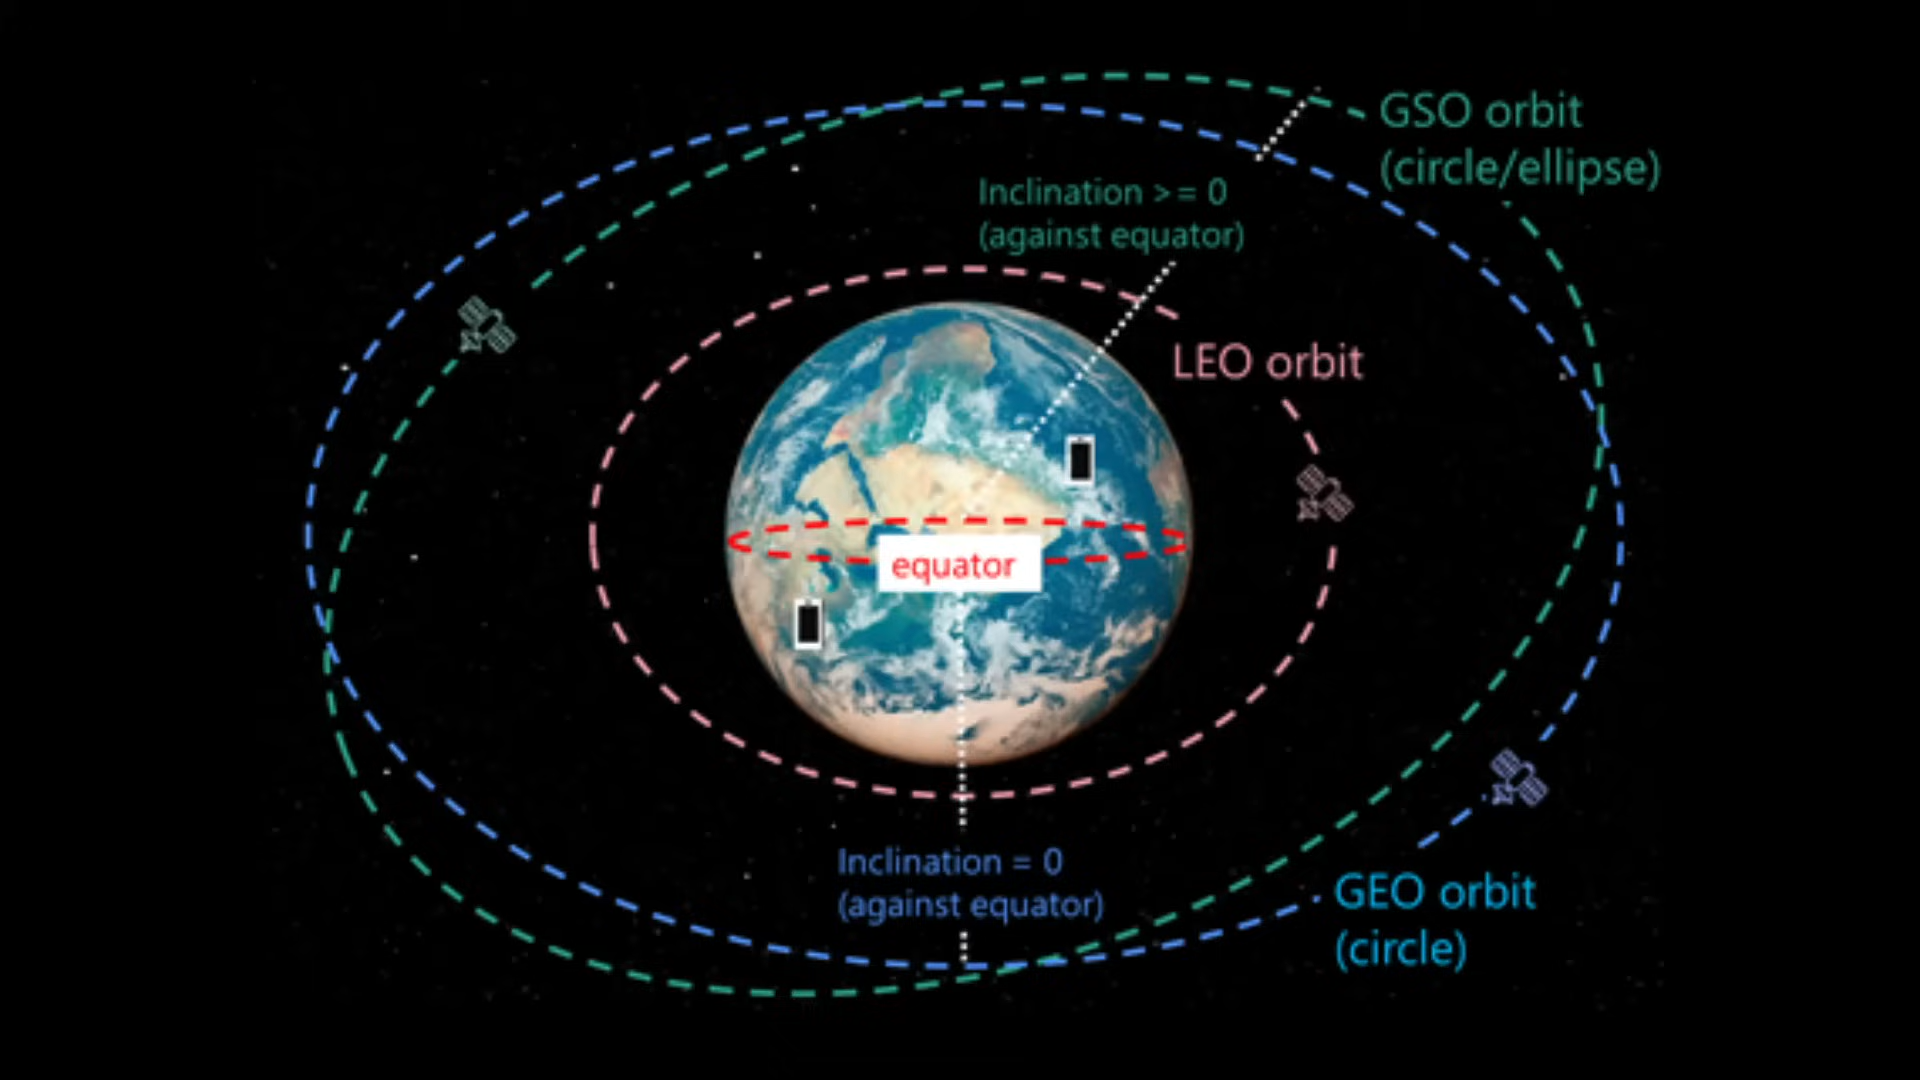 GSO orbit
(circle/ellipse)
Inclination >= 0
(against equator)
LEO orbit
equator
Inclination = 0
(against equator)
GEO orbit
(circle)